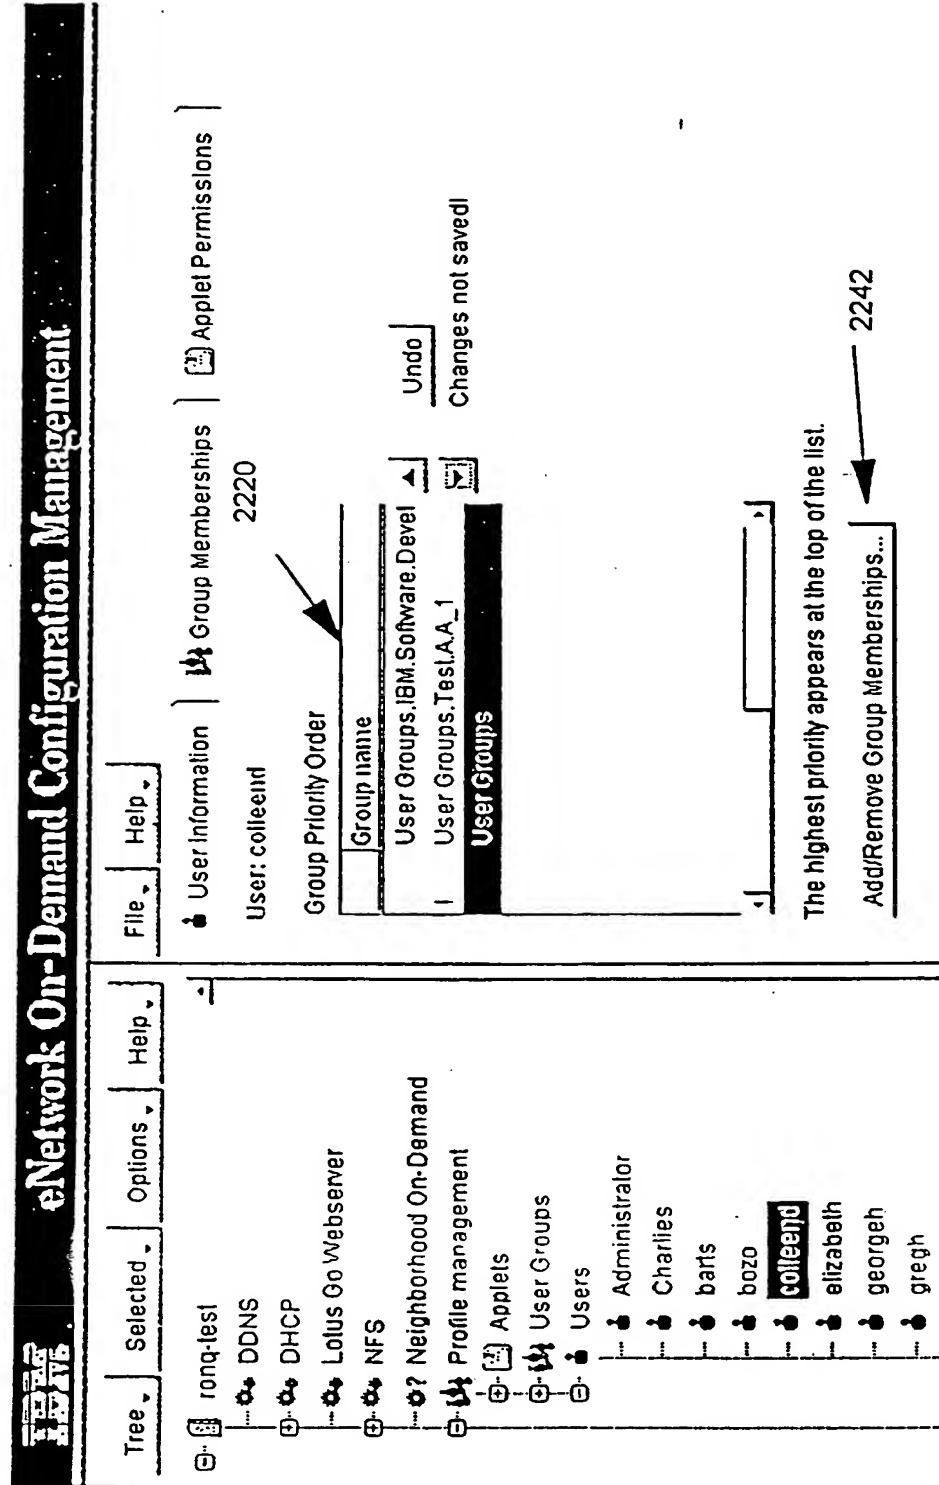 IBM
eNetwork On-Demand Configuration Management
Tree
Selected
Options
Help
ronq-test
DDNS
DHCP
Lotus Go Webserver
NFS
? Neighborhood On-Demand
Profile management
Applets
User Groups
Users
Administrator
Charlies
barts
bozo
colleend
elizabeth
georgeh
gregh
File
Help
User Information
Group Memberships
Applet Permissions
User: colleend
2220
Group Priority Order
Group name
User Groups.IBM.Software.Devel
User Groups.Test.A.A_1
User Groups
Undo
Changes not saved!
The highest priority appears at the top of the list.
Add/Remove Group Memberships...
2242